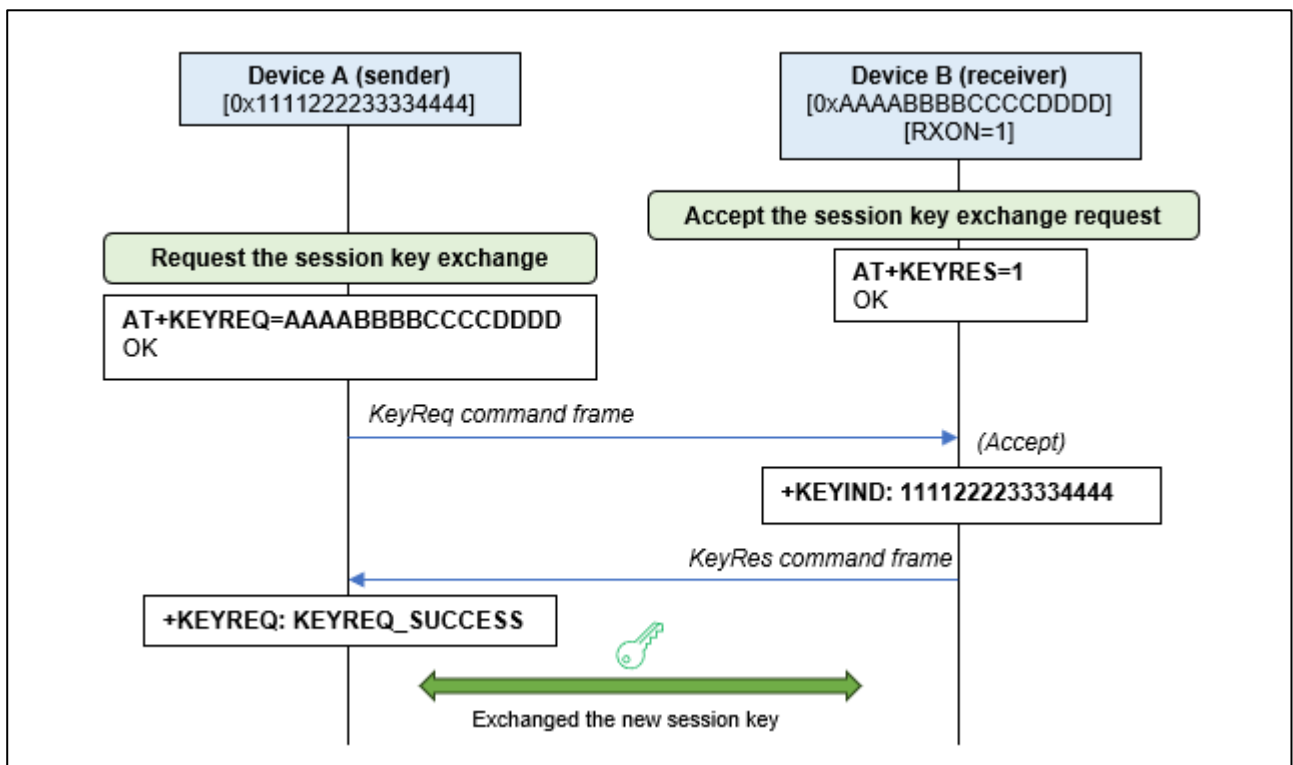 Device A (sender)
[0x1111222233334444]
Device B (receiver)
[0xAAAABBBBCCCCDDDD]
[RXON=1]
Accept the session key exchange request
Request the session key exchange
AT+KEYRES=1
OK
AT+KEYREQ=AAAABBBBCCCCDDDD
OK
KeyReq command frame
(Accept)
+KEYIND: 1111222233334444
KeyRes command frame
+KEYREQ: KEYREQ_SUCCESS
Exchanged the new session key